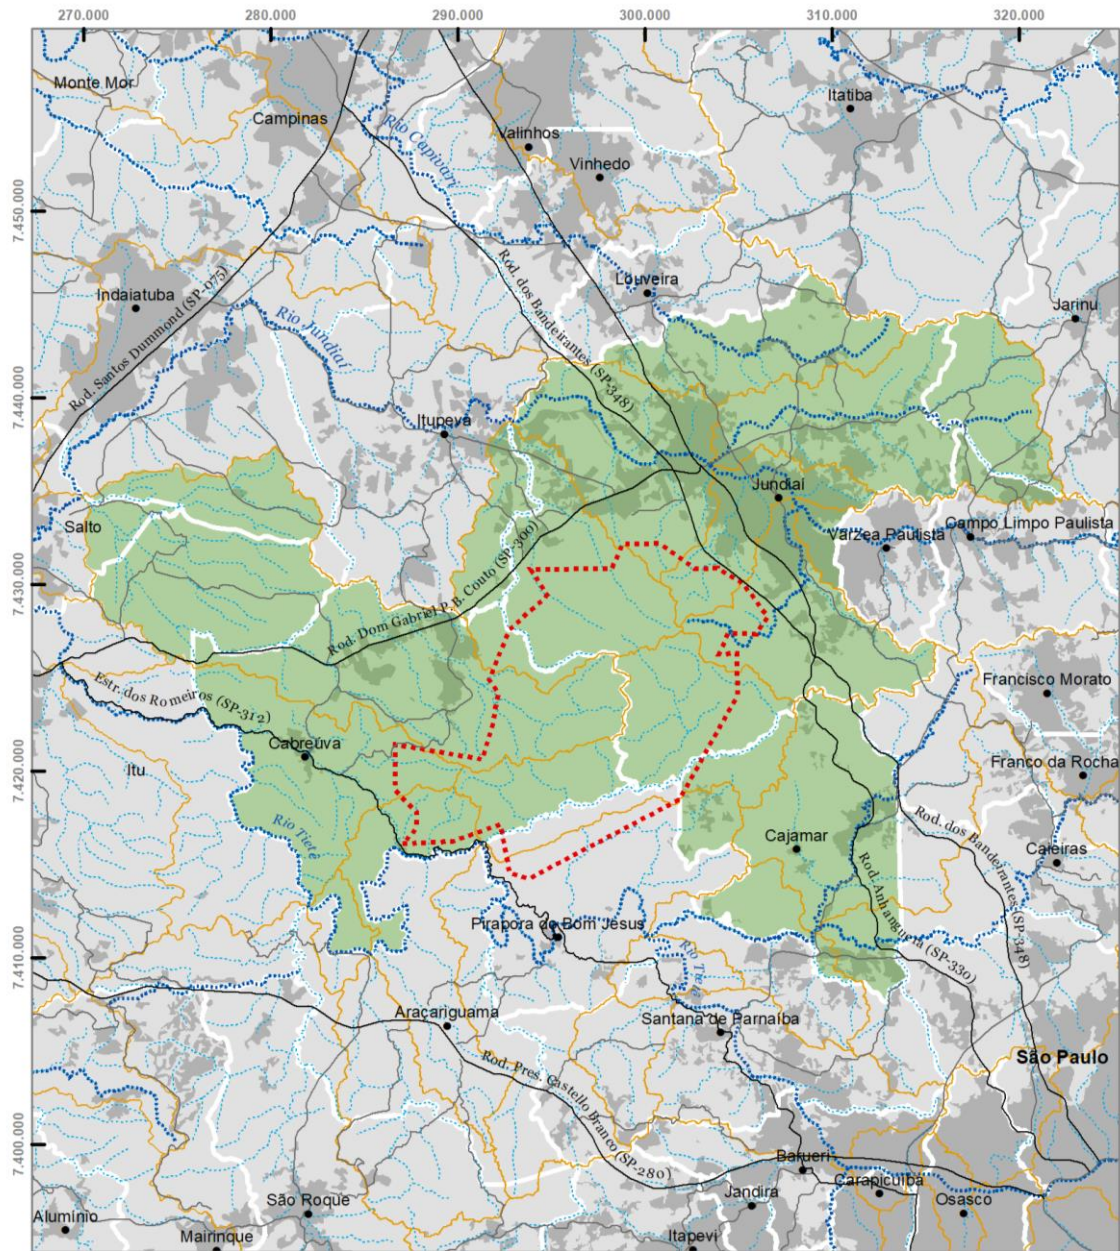 270.000 280.000 290.000 300.000 310.000 320.000
Monte Mor
Campinas
Rio Capivari
Valinhos
Vinhedo
Itatiba
7.450.000
Indaiatuba
Rod. Santos Dummond (SP-075)
Rio Jundiaí
Rod. dos Bandeirantes (SP-348)
Louveira
Jarinu
7.440.000
Itupeva
Jundiaí
Salto
Rod. Dom Gabriel P. B. Couto (SP-300)
Várzea Paulista
Campo Limpo Paulista
7.430.000
Estr. dos Romeiros (SP-312)
Francisco Morato
Cabreúva
Itu
Franco da Rocha
7.420.000
Rio Tietê
Cajamar
Rod. Anhanguera (SP-330)
Rod. dos Bandeirantes (SP-348)
Caieiras
Pirapora do Bom Jesus
7.410.000
Rio Tietê
Araçariguama
Santana de Parnaíba
Rod. Pres. Castello Branco (SP-280)
São Paulo
7.400.000
Barueri
Carapicuíba
Jandira
Osasco
São Roque
Alumínio
Mairinque
Itapevi